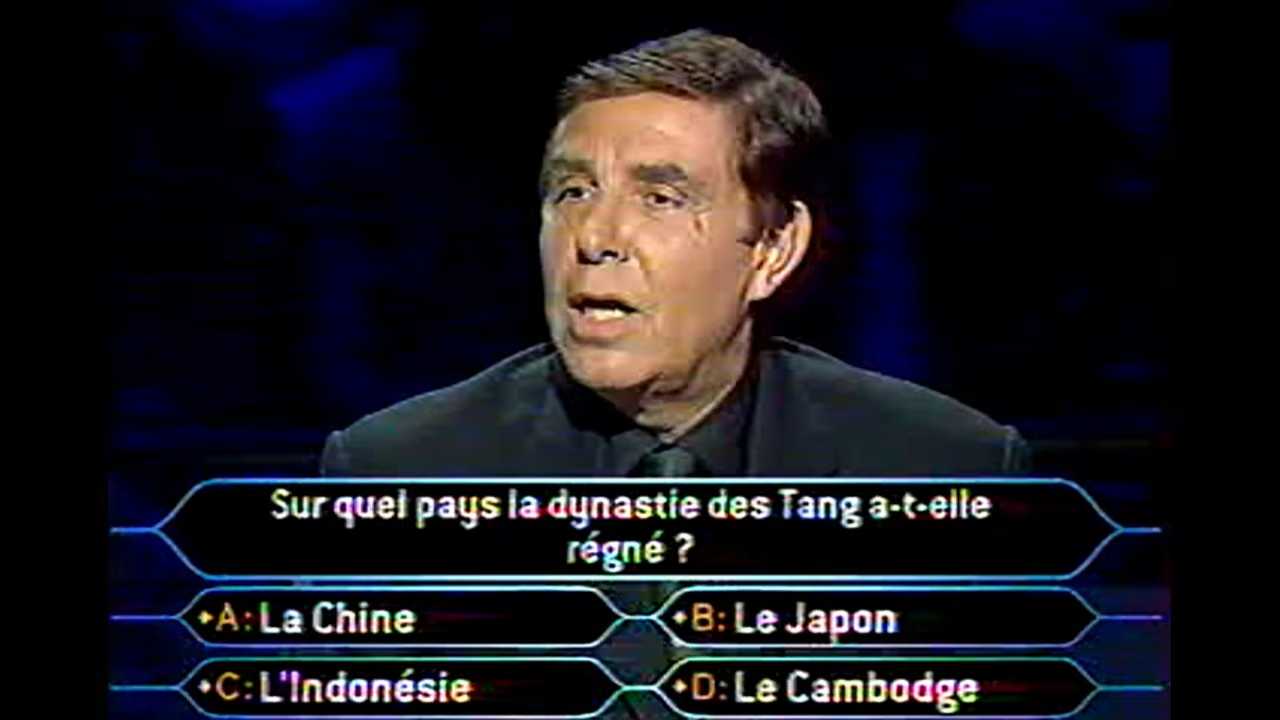 Sur quel pays la dynastie des Tang a-t-elle
régné ?
A: La Chine
B: Le Japon
C: L'Indonésie
D: Le Cambodge